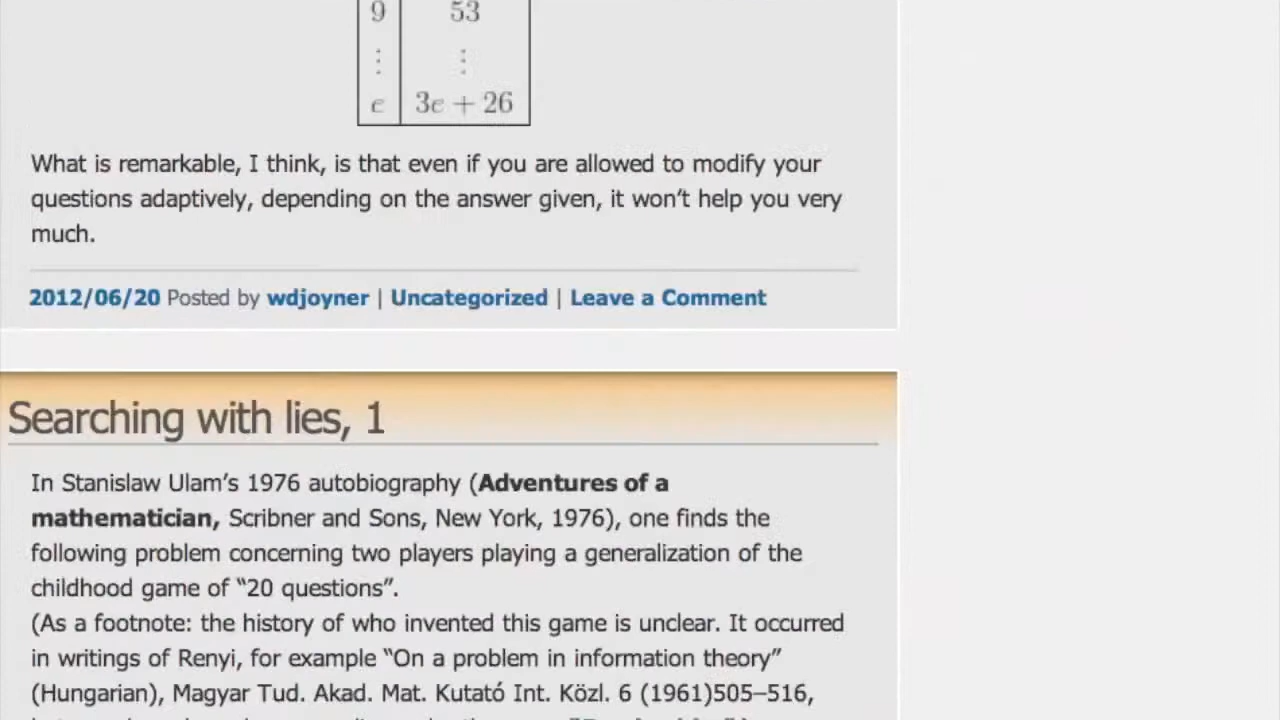 9 53
⋮ ⋮
e 3e + 26
What is remarkable, I think, is that even if you are allowed to modify your
questions adaptively, depending on the answer given, it won't help you very
much.
2012/06/20 Posted by wdjoyner | Uncategorized | Leave a Comment
Searching with lies, 1
In Stanislaw Ulam's 1976 autobiography (Adventures of a
mathematician, Scribner and Sons, New York, 1976), one finds the
following problem concerning two players playing a generalization of the
childhood game of “20 questions”.
(As a footnote: the history of who invented this game is unclear. It occurred
in writings of Renyi, for example “On a problem in information theory”
(Hungarian), Magyar Tud. Akad. Mat. Kutató Int. Közl. 6 (1961)505–516,